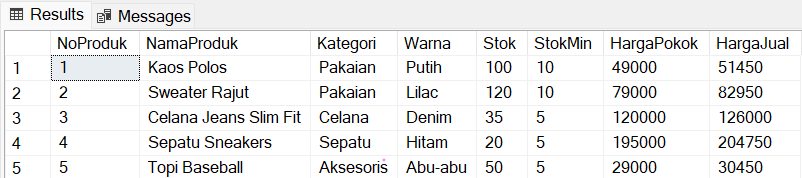 Results Messages
NoProduk NamaProduk Kategori Warna Stok StokMin HargaPokok HargaJual
1 1 Kaos Polos Pakaian Putih 100 10 49000 51450
2 2 Sweater Rajut Pakaian Lilac 120 10 79000 82950
3 3 Celana Jeans Slim Fit Celana Denim 35 5 120000 126000
4 4 Sepatu Sneakers Sepatu Hitam 20 5 195000 204750
5 5 Topi Baseball Aksesoris Abu-abu 50 5 29000 30450